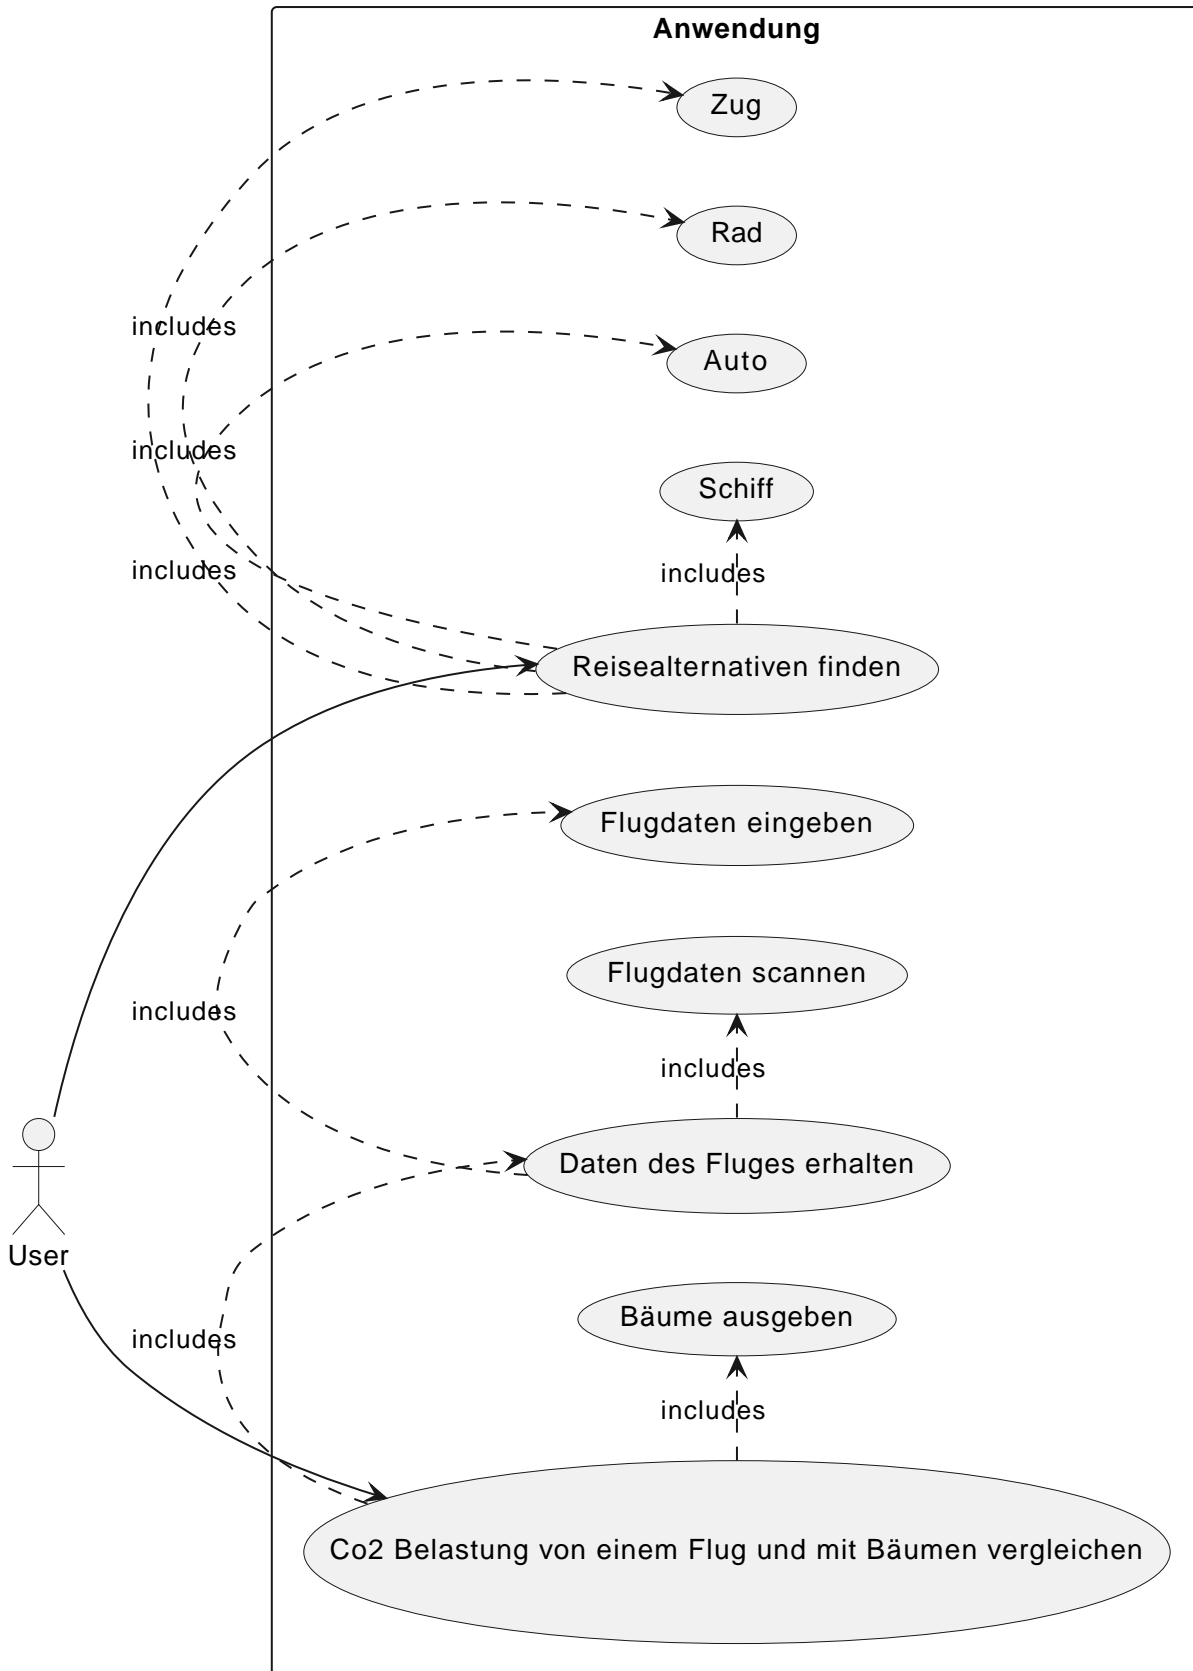 Anwendung
Zug
Rad
includes
Auto
includes
Schiff
includes
includes
Reisealternativen finden
Flugdaten eingeben
Flugdaten scannen
includes
includes
Daten des Fluges erhalten
User
Bäume ausgeben
includes
includes
Co2 Belastung von einem Flug und mit Bäumen vergleichen